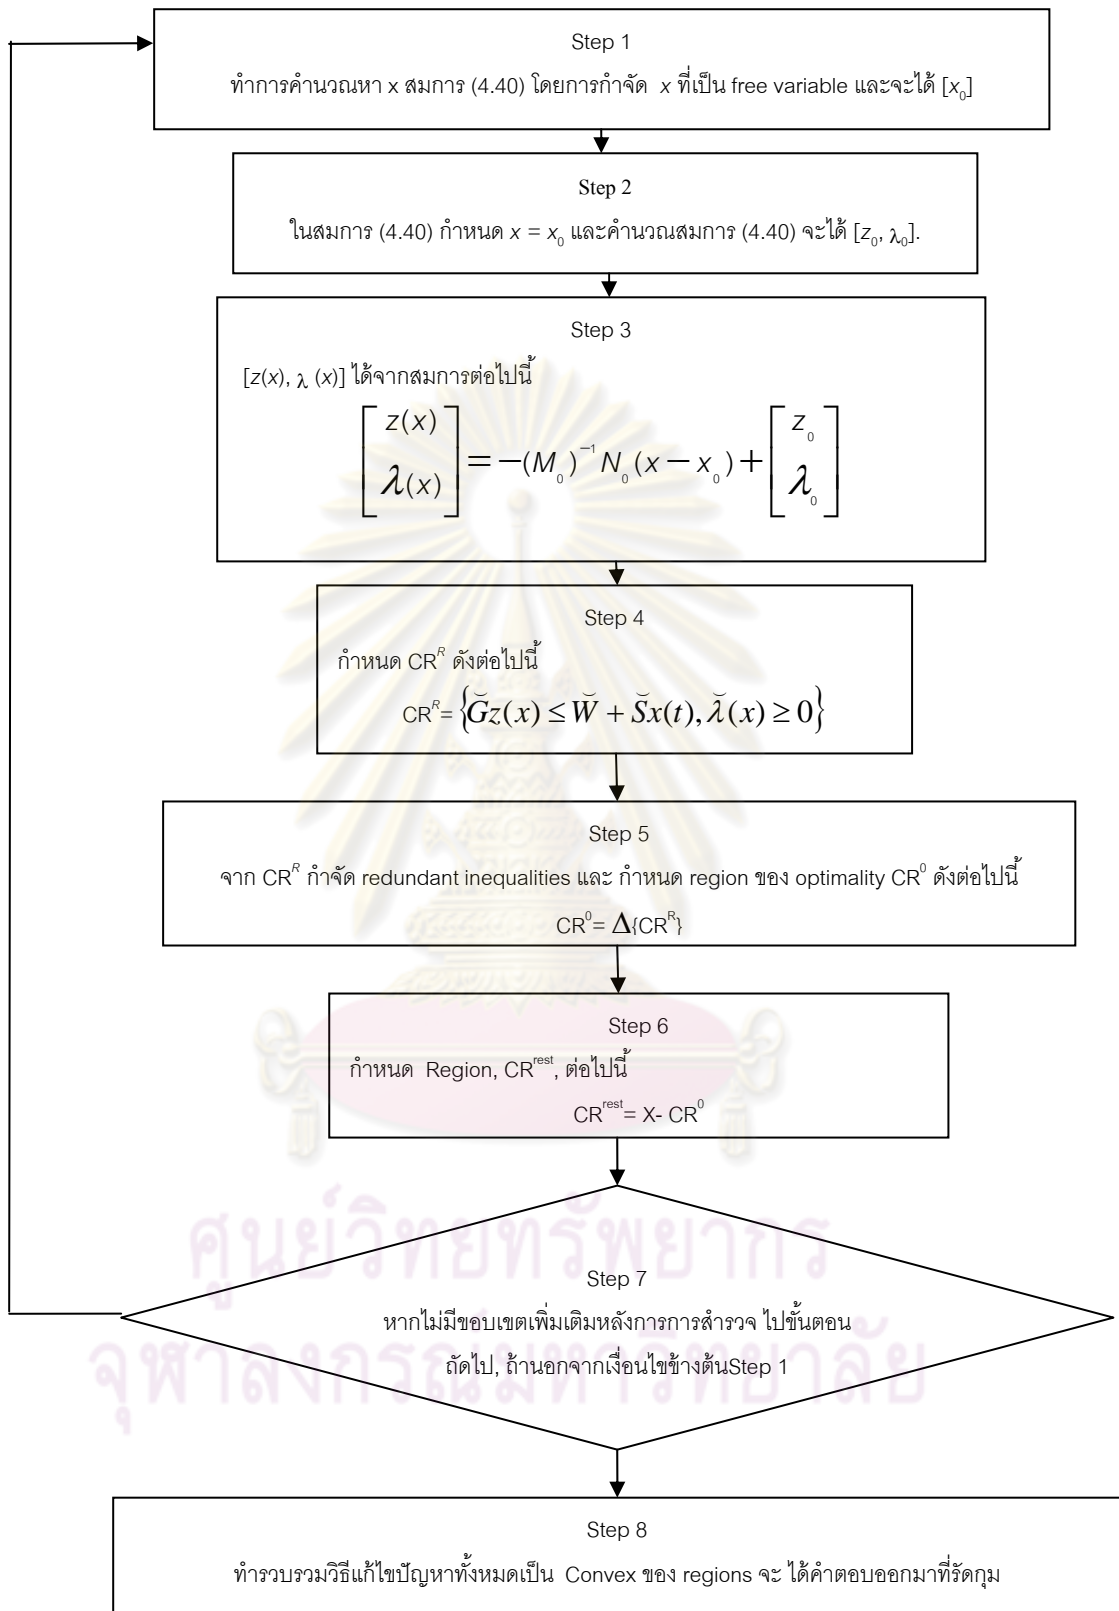 Step 1
ทำการคำนวณหา x สมการ (4.40) โดยการกำจัด x ที่เป็น free variable และจะได้ [x₀]
Step 2
ในสมการ (4.40) กำหนด x = x₀ และคำนวณสมการ (4.40) จะได้ [z₀, λ₀].
Step 3
[z(x), λ (x)] ได้จากสมการต่อไปนี้
[z(x) λ(x)] = −(M₀)⁻¹ N₀ (x − x₀) + [z₀ λ₀]
Step 4
กำหนด CRᴿ ดังต่อไปนี้
CRᴿ= {Ğz(x) ≤ W̆ + S̆x(t), λ̆(x) ≥ 0}
Step 5
จาก CRᴿ กำจัด redundant inequalities และ กำหนด region ของ optimality CR⁰ ดังต่อไปนี้
CR⁰= Δ{CRᴿ}
Step 6
กำหนด Region, CRʳᵉˢᵗ, ต่อไปนี้
CRʳᵉˢᵗ= X- CR⁰
Step 7
หากไม่มีขอบเขตเพิ่มเติมหลังการการสำรวจ ไปขั้นตอน
ถัดไป, ถ้านอกจากเงื่อนไขข้างต้นStep 1
ศูนย์วิทยทรัพยากร
จุฬาลงกรณ์มหาวิทยาลัย
Step 8
ทำรวบรวมวิธีแก้ไขปัญหาทั้งหมดเป็น Convex ของ regions จะ ได้คำตอบออกมาที่รัดกุม